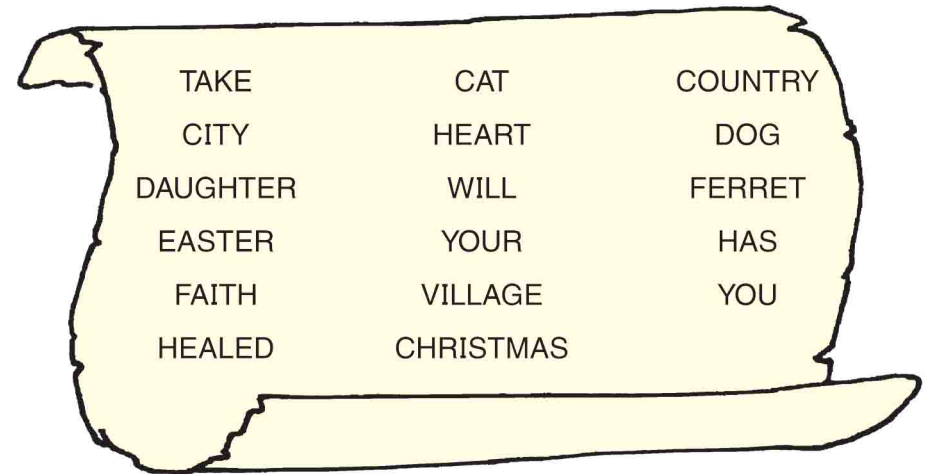 TAKE CAT COUNTRY
CITY HEART DOG
DAUGHTER WILL FERRET
EASTER YOUR HAS
FAITH VILLAGE YOU
HEALED CHRISTMAS